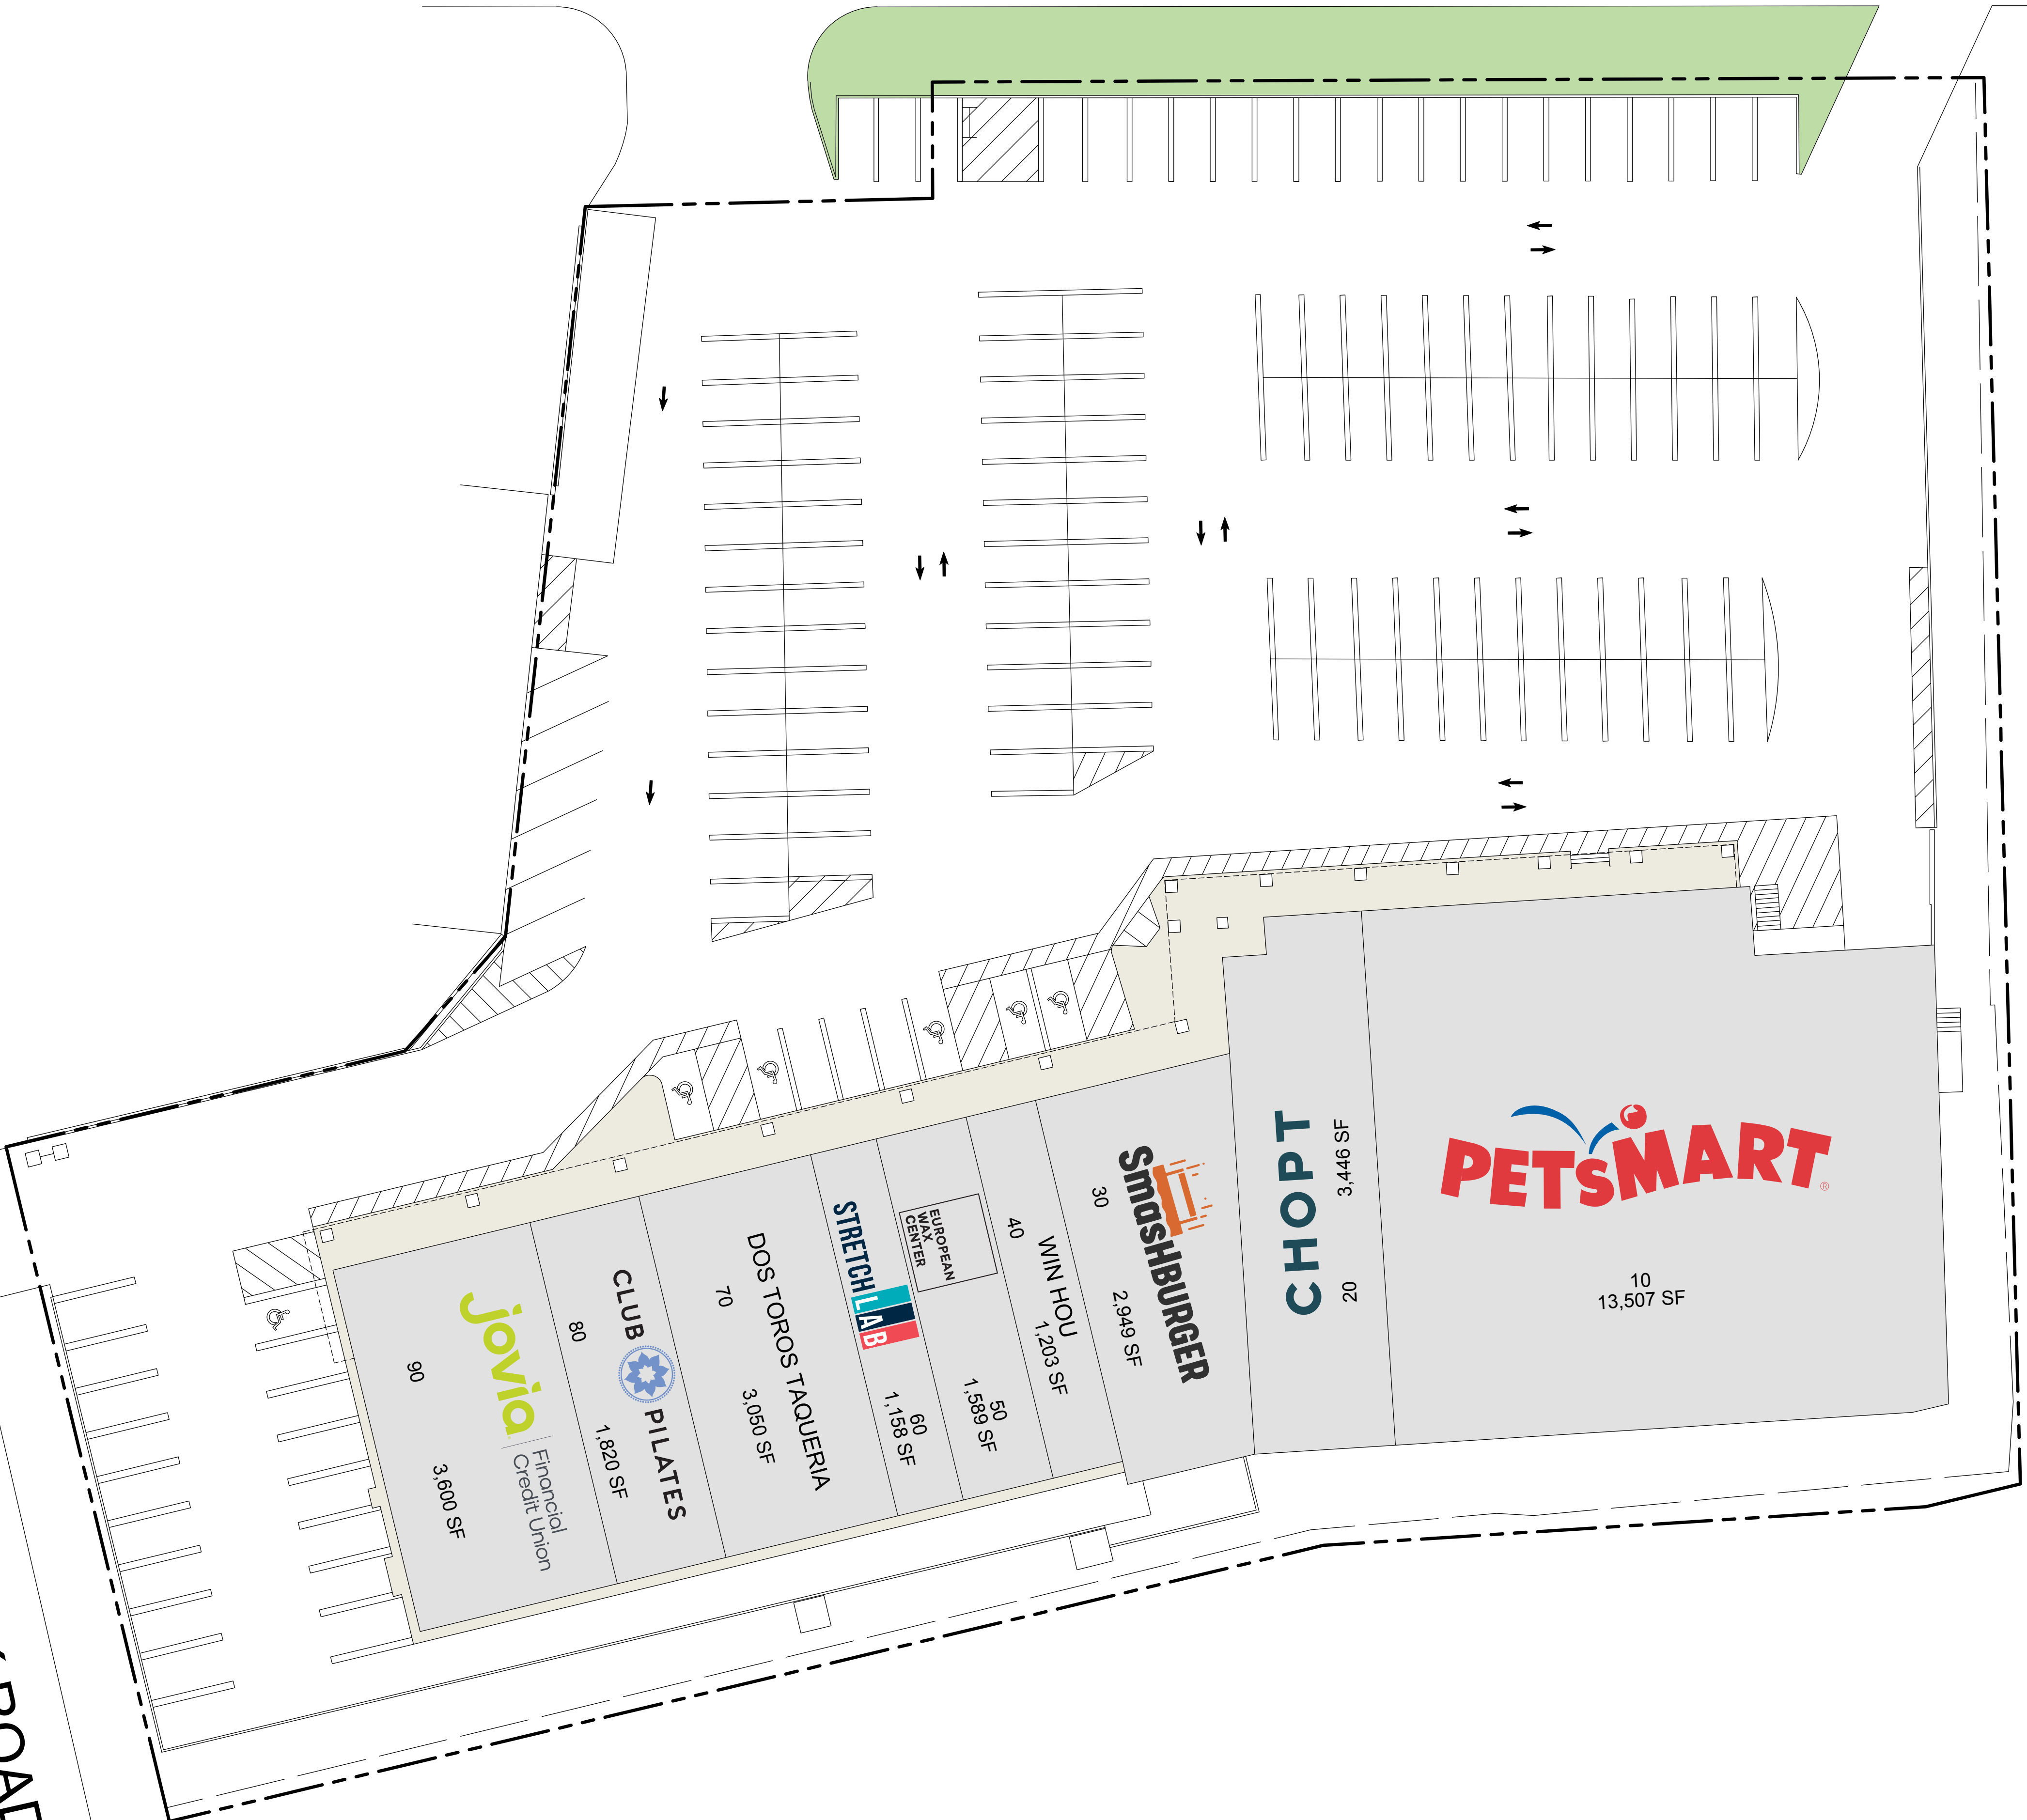 jovia
Financial
Credit Union
90
3,600 SF
CLUB
PILATES
80
1,820 SF
DOS TOROS TAQUERIA
70
3,050 SF
STRETCH
LAB
60
1,158 SF
EUROPEAN
WAX
CENTER
50
1,589 SF
WIN HOU
40
1,203 SF
SmasHBURGER
30
2,949 SF
CHOPT
3,446 SF
20
PETSMART®
10
13,507 SF